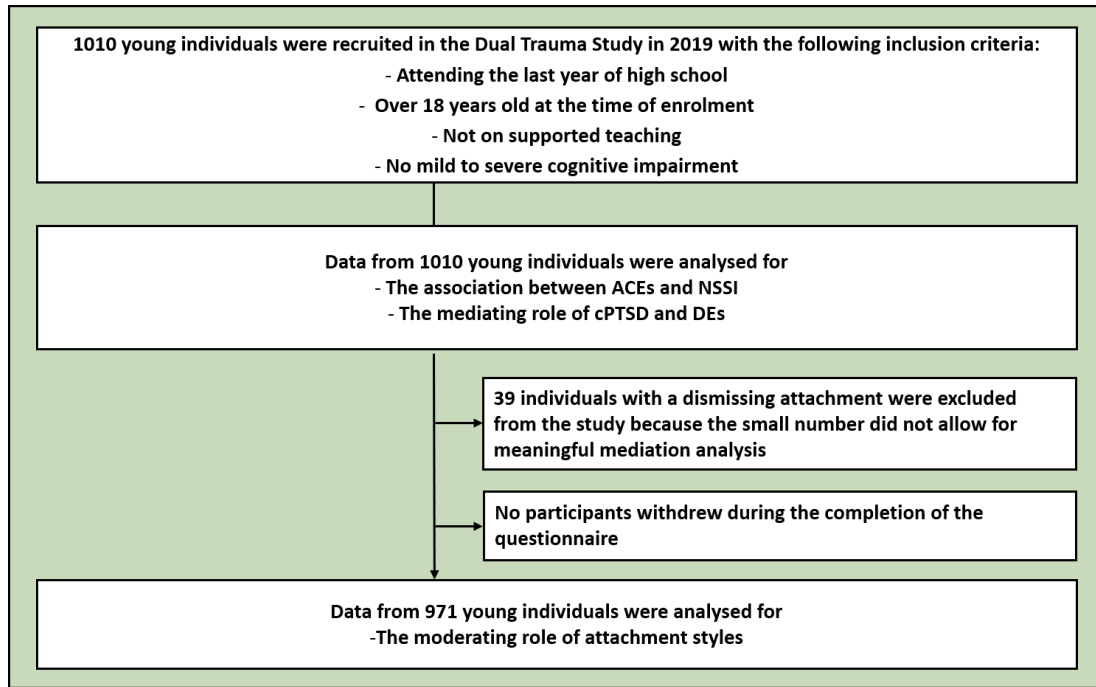 1010 young individuals were recruited in the Dual Trauma Study in 2019 with the following inclusion criteria:
- Attending the last year of high school
- Over 18 years old at the time of enrolment
- Not on supported teaching
- No mild to severe cognitive impairment
Data from 1010 young individuals were analysed for
- The association between ACEs and NSSI
- The mediating role of cPTSD and DEs
39 individuals with a dismissing attachment were excluded
from the study because the small number did not allow for
meaningful mediation analysis
No participants withdrew during the completion of the
questionnaire
Data from 971 young individuals were analysed for
-The moderating role of attachment styles